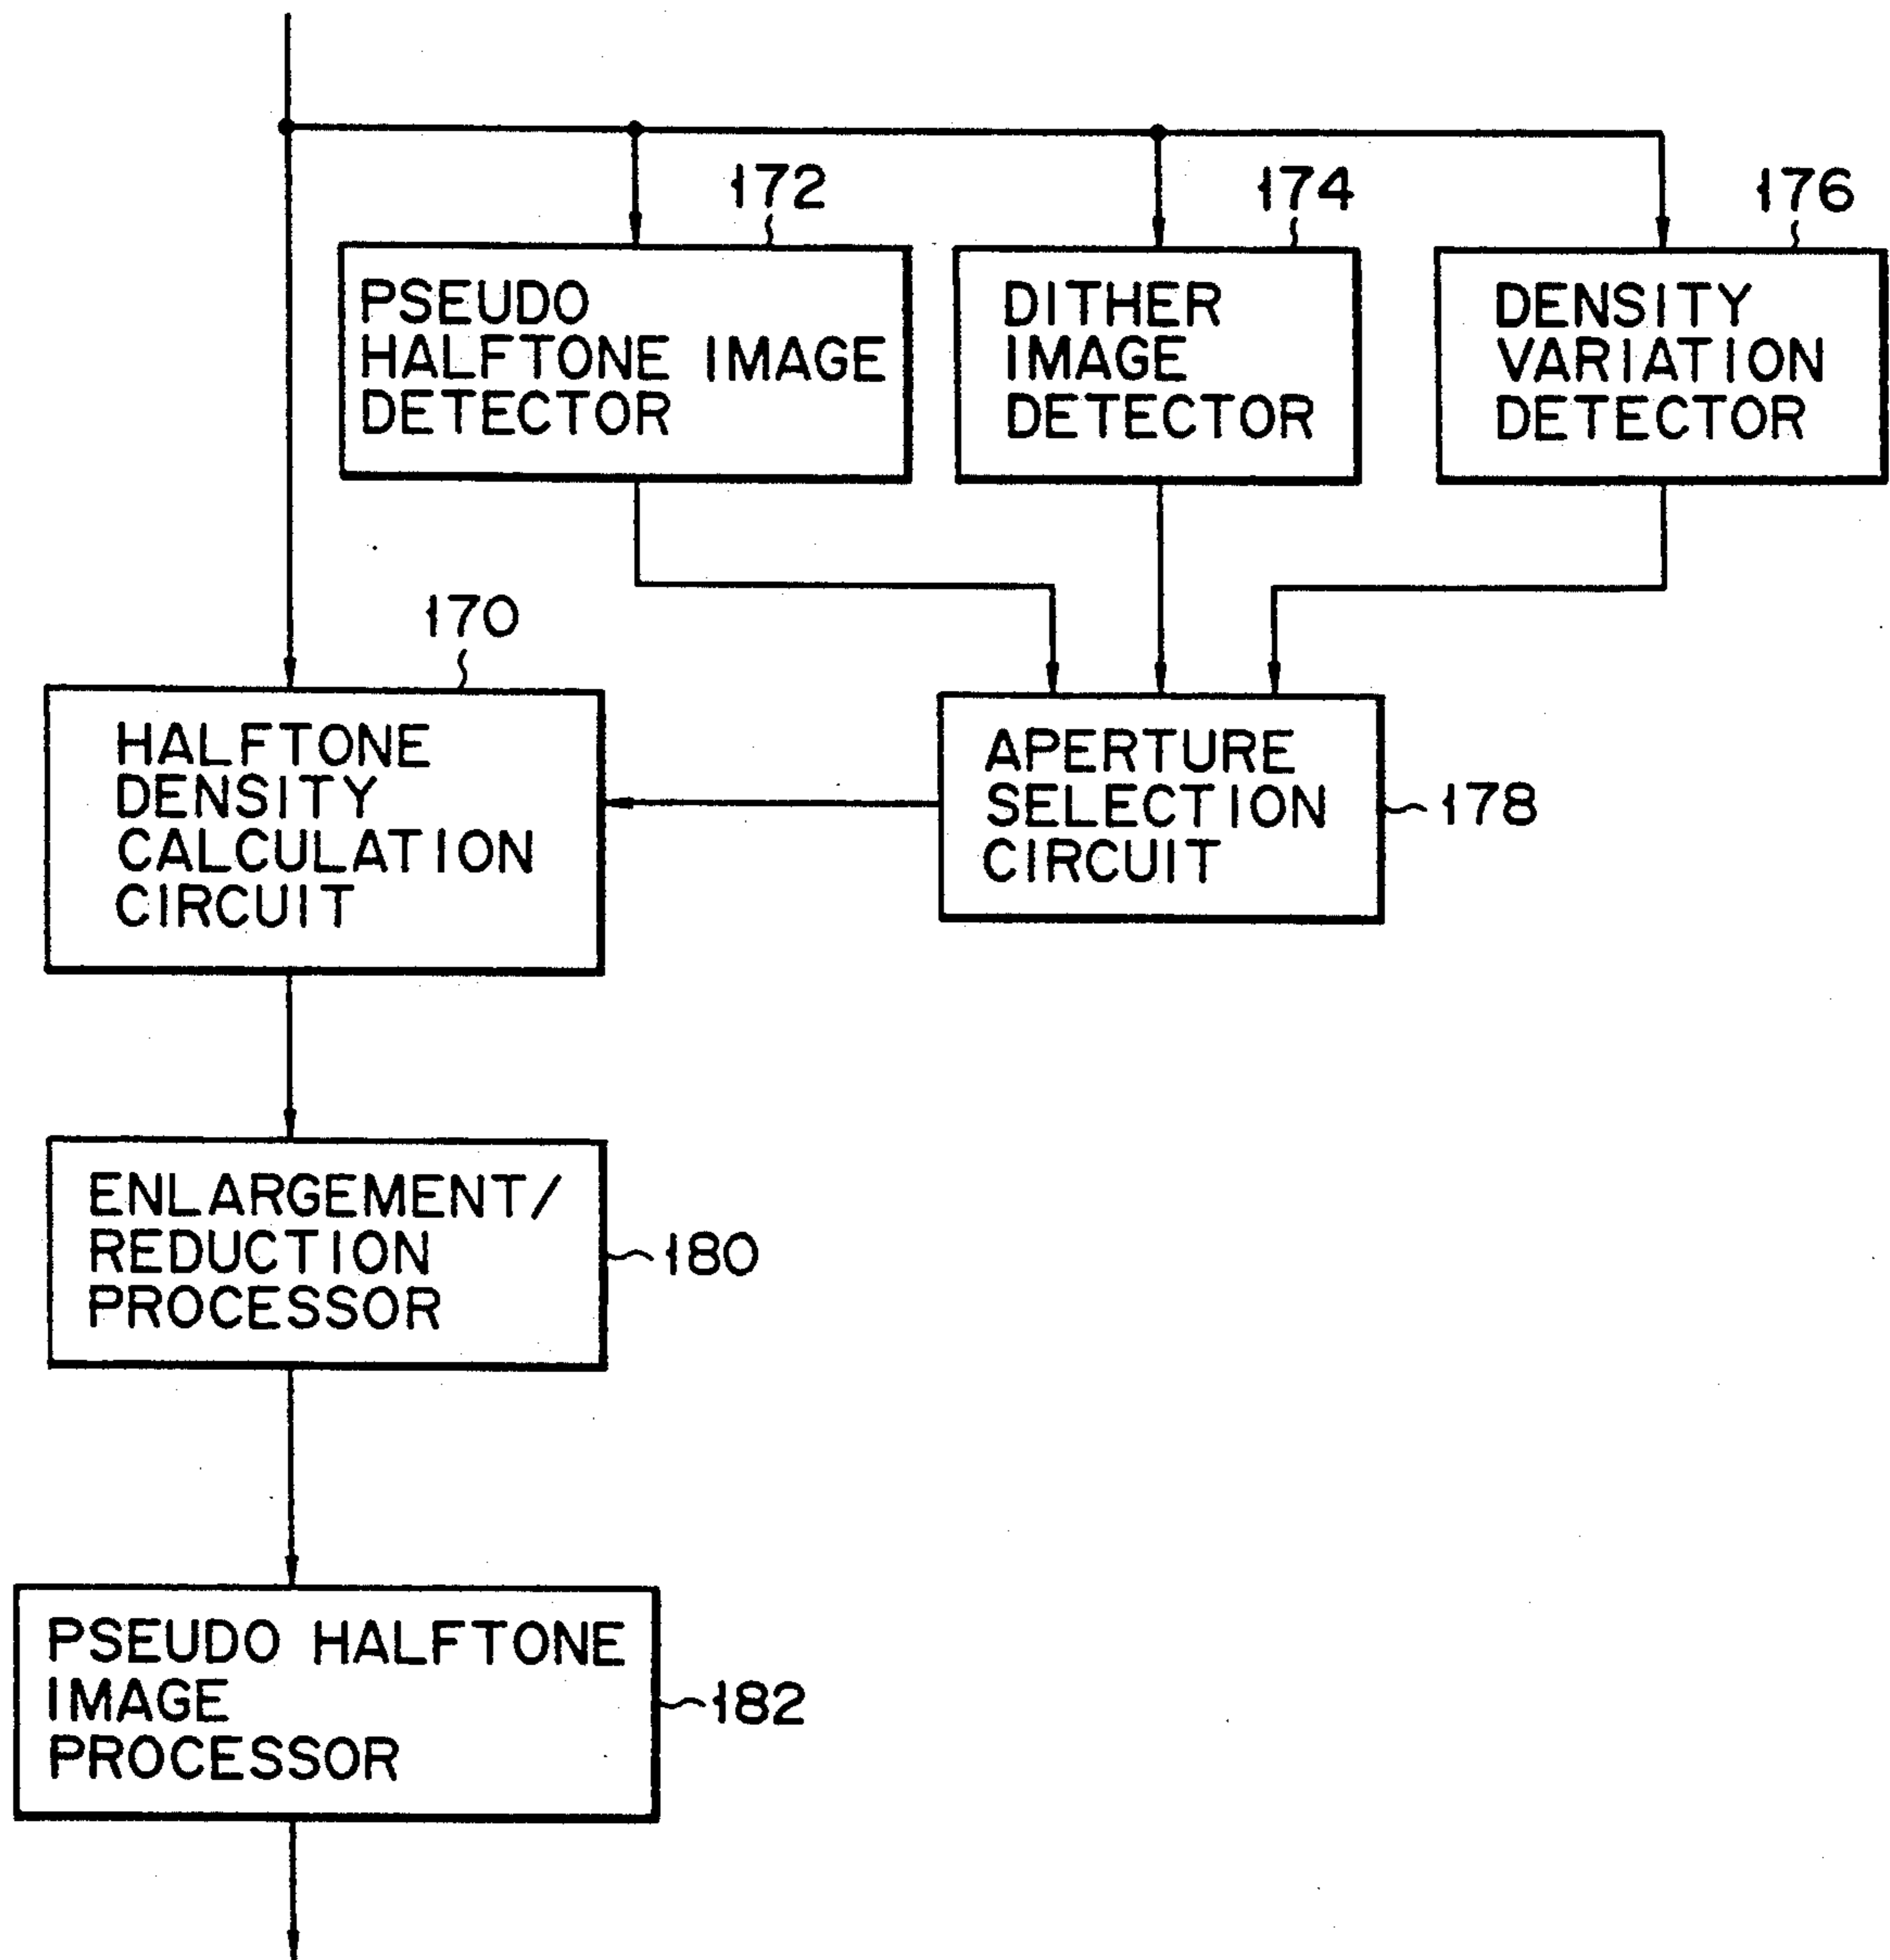 172
174
176
PSEUDO
HALFTONE IMAGE
DETECTOR
DITHER
IMAGE
DETECTOR
DENSITY
VARIATION
DETECTOR
170
HALFTONE
DENSITY
CALCULATION
CIRCUIT
APERTURE
SELECTION
CIRCUIT
178
ENLARGEMENT/
REDUCTION
PROCESSOR
180
PSEUDO HALFTONE
IMAGE
PROCESSOR
182